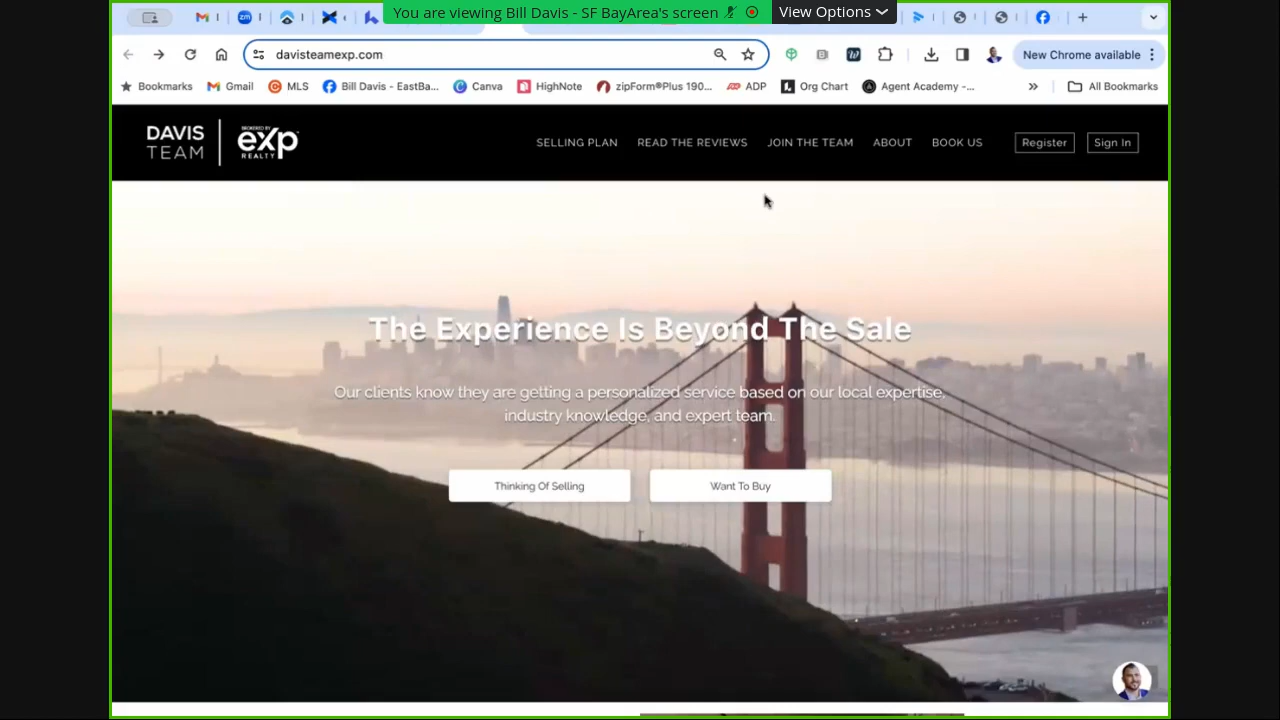 You are viewing Bill Davis - SF BayArea's screen
View Options
davisteamexp.com
New Chrome available
Bookmarks
Gmail
MLS
Bill Davis - EastBa...
Canva
HighNote
zipForm®Plus 190...
ADP
Org Chart
Agent Academy -...
»
All Bookmarks
DAVIS
TEAM
BROKERED BY
exp
REALTY
SELLING PLAN
READ THE REVIEWS
JOIN THE TEAM
ABOUT
BOOK US
Register
Sign In
The Experience Is Beyond The Sale
Our clients know they are getting a personalized service based on our local expertise,
industry knowledge, and expert team.
Thinking Of Selling
Want To Buy